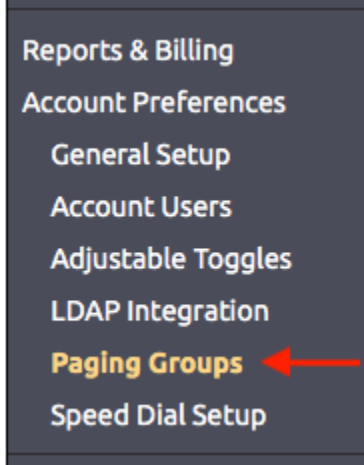 Reports & Billing
Account Preferences
General Setup
Account Users
Adjustable Toggles
LDAP Integration
Paging Groups
Speed Dial Setup